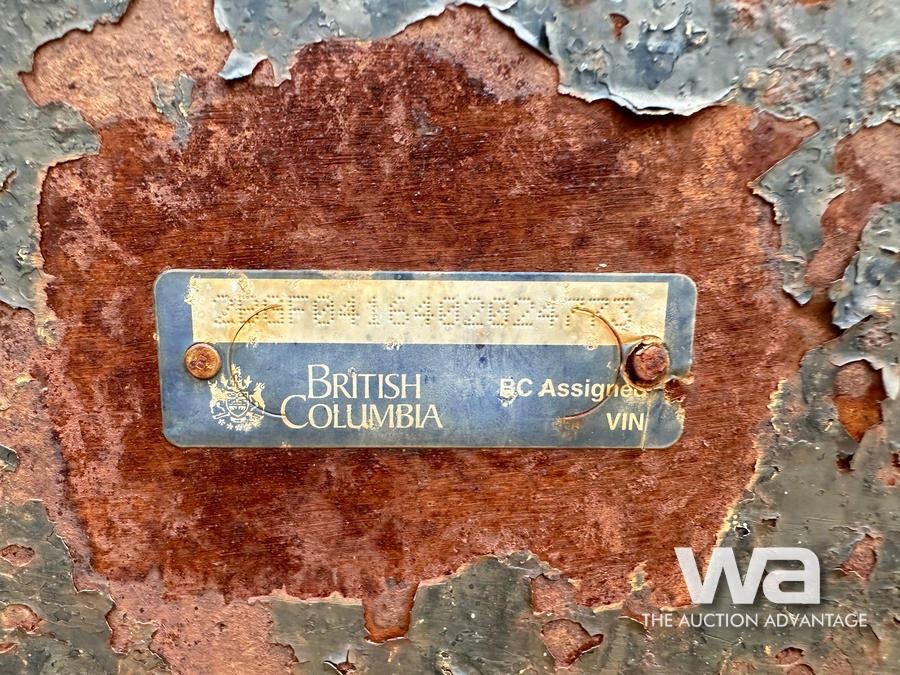 BRITISH
COLUMBIA
BC Assigned
VIN
wa
THE AUCTION ADVANTAGE